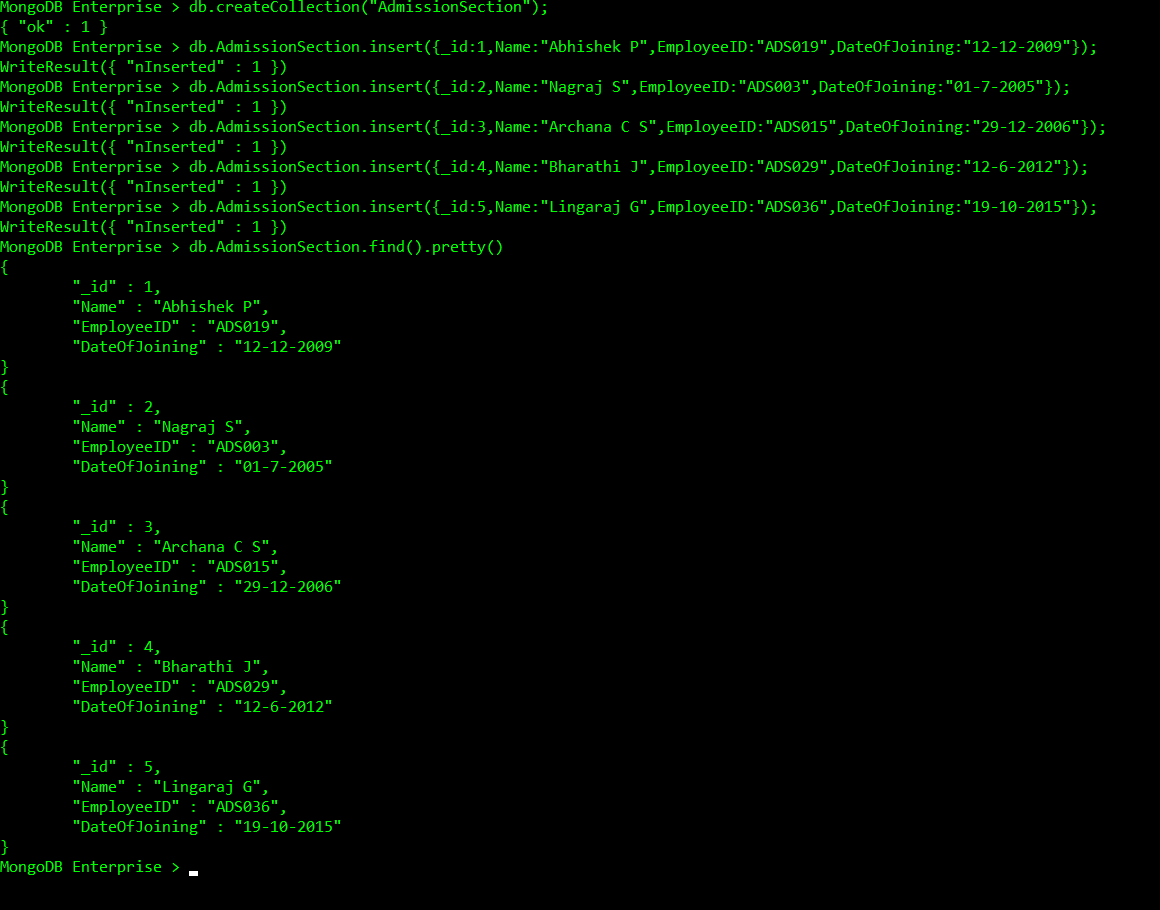 MongoDB Enterprise > db.createCollection("AdmissionSection");
{ "ok" : 1 }
MongoDB Enterprise > db.AdmissionSection.insert({_id:1,Name:"Abhishek P",EmployeeID:"ADS019",DateOfJoining:"12-12-2009"});
WriteResult({ "nInserted" : 1 })
MongoDB Enterprise > db.AdmissionSection.insert({_id:2,Name:"Nagraj S",EmployeeID:"ADS003",DateOfJoining:"01-7-2005"});
WriteResult({ "nInserted" : 1 })
MongoDB Enterprise > db.AdmissionSection.insert({_id:3,Name:"Archana C S",EmployeeID:"ADS015",DateOfJoining:"29-12-2006"});
WriteResult({ "nInserted" : 1 })
MongoDB Enterprise > db.AdmissionSection.insert({_id:4,Name:"Bharathi J",EmployeeID:"ADS029",DateOfJoining:"12-6-2012"});
WriteResult({ "nInserted" : 1 })
MongoDB Enterprise > db.AdmissionSection.insert({_id:5,Name:"Lingaraj G",EmployeeID:"ADS036",DateOfJoining:"19-10-2015"});
WriteResult({ "nInserted" : 1 })
MongoDB Enterprise > db.AdmissionSection.find().pretty()
{
        "_id" : 1,
        "Name" : "Abhishek P",
        "EmployeeID" : "ADS019",
        "DateOfJoining" : "12-12-2009"
}
{
        "_id" : 2,
        "Name" : "Nagraj S",
        "EmployeeID" : "ADS003",
        "DateOfJoining" : "01-7-2005"
}
{
        "_id" : 3,
        "Name" : "Archana C S",
        "EmployeeID" : "ADS015",
        "DateOfJoining" : "29-12-2006"
}
{
        "_id" : 4,
        "Name" : "Bharathi J",
        "EmployeeID" : "ADS029",
        "DateOfJoining" : "12-6-2012"
}
{
        "_id" : 5,
        "Name" : "Lingaraj G",
        "EmployeeID" : "ADS036",
        "DateOfJoining" : "19-10-2015"
}
MongoDB Enterprise >